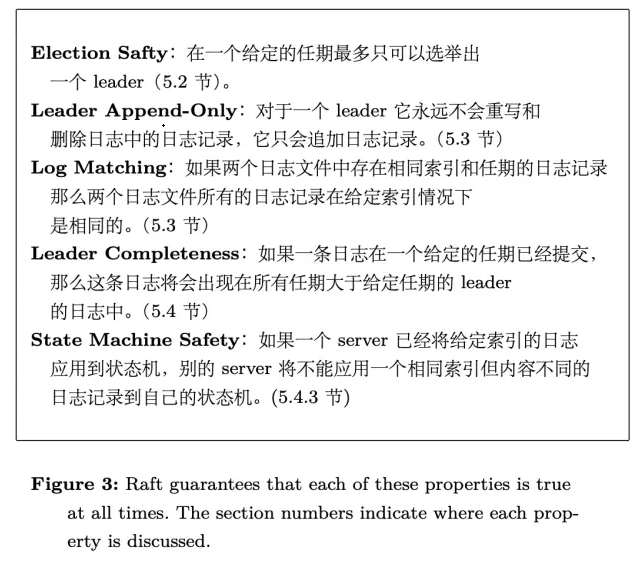 Election Safty：在一个给定的任期最多只可以选举出
一个 leader（5.2 节）。
Leader Append-Only：对于一个 leader 它永远不会重写和
删除日志中的日志记录，它只会追加日志记录。（5.3 节）
Log Matching：如果两个日志文件中存在相同索引和任期的日志记录
那么两个日志文件所有的日志记录在给定索引情况下
是相同的。（5.3 节）
Leader Completeness：如果一条日志在一个给定的任期已经提交，
那么这条日志将会出现在所有任期大于给定任期的 leader
的日志中。（5.4 节）
State Machine Safety：如果一个 server 已经将给定索引的日志
应用到状态机，别的 server 将不能应用一个相同索引但内容不同的
日志记录到自己的状态机。(5.4.3 节)
Figure 3: Raft guarantees that each of these properties is true
at all times. The section numbers indicate where each prop-
erty is discussed.